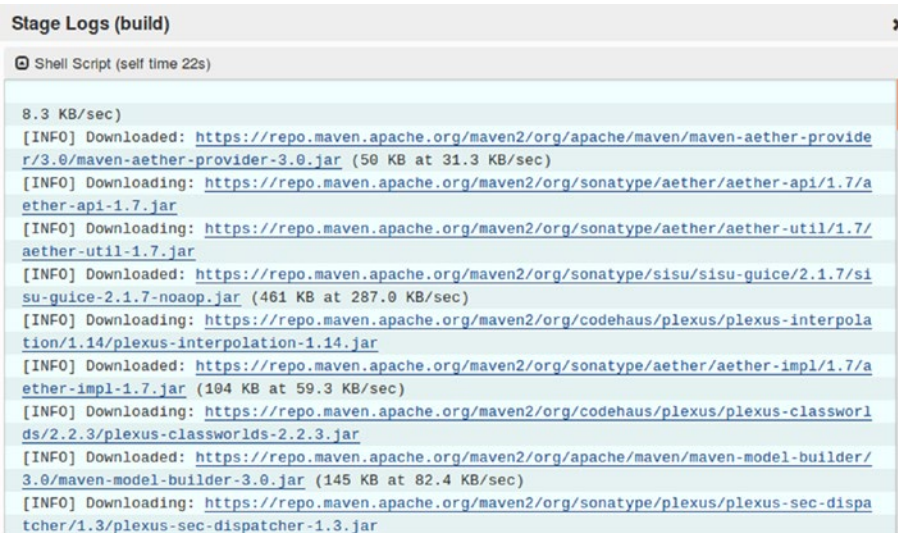 Stage Logs (build)
Shell Script (self time 22s)
8.3 KB/sec)
[INFO] Downloaded: https://repo.maven.apache.org/maven2/org/apache/maven/maven-aether-provide
r/3.0/maven-aether-provider-3.0.jar (50 KB at 31.3 KB/sec)
[INFO] Downloading: https://repo.maven.apache.org/maven2/org/sonatype/aether/aether-api/1.7/a
ether-api-1.7.jar
[INFO] Downloading: https://repo.maven.apache.org/maven2/org/sonatype/aether/aether-util/1.7/
aether-util-1.7.jar
[INFO] Downloaded: https://repo.maven.apache.org/maven2/org/sonatype/sisu/sisu-guice/2.1.7/si
su-guice-2.1.7-noaop.jar (461 KB at 287.0 KB/sec)
[INFO] Downloading: https://repo.maven.apache.org/maven2/org/codehaus/plexus/plexus-interpola
tion/1.14/plexus-interpolation-1.14.jar
[INFO] Downloaded: https://repo.maven.apache.org/maven2/org/sonatype/aether/aether-impl/1.7/a
ether-impl-1.7.jar (104 KB at 59.3 KB/sec)
[INFO] Downloading: https://repo.maven.apache.org/maven2/org/codehaus/plexus/plexus-classworl
ds/2.2.3/plexus-classworlds-2.2.3.jar
[INFO] Downloaded: https://repo.maven.apache.org/maven2/org/apache/maven/maven-model-builder/
3.0/maven-model-builder-3.0.jar (145 KB at 82.4 KB/sec)
[INFO] Downloading: https://repo.maven.apache.org/maven2/org/sonatype/plexus/plexus-sec-dispa
tcher/1.3/plexus-sec-dispatcher-1.3.jar